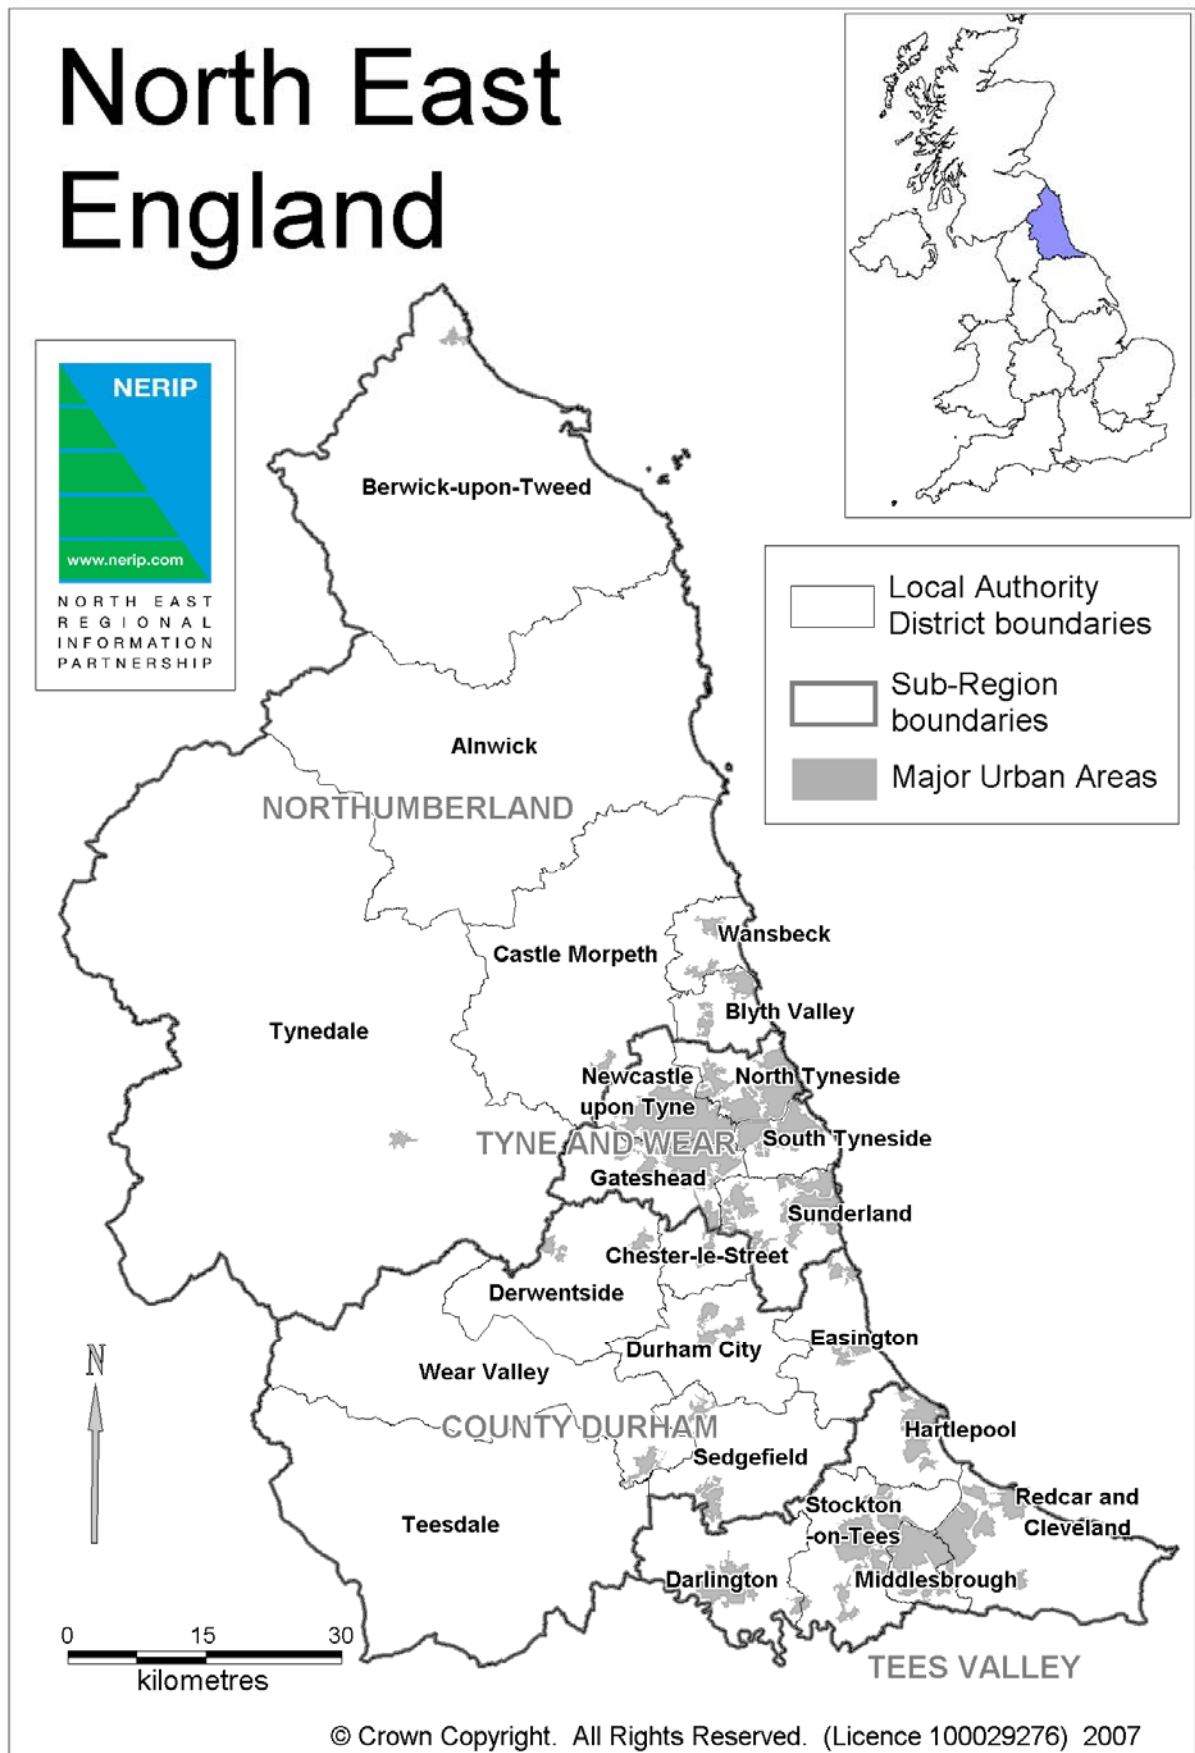 North East
England
NERIP
www.nerip.com
NORTH EAST
REGIONAL
INFORMATION
PARTNERSHIP
Local Authority
District boundaries
Sub-Region
boundaries
Major Urban Areas
Berwick-upon-Tweed
Alnwick
NORTHUMBERLAND
Wansbeck
Castle Morpeth
Blyth Valley
Tynedale
Newcastle
upon Tyne
North Tyneside
TYNE AND WEAR
South Tyneside
Gateshead
Sunderland
Chester-le-Street
Derwentside
Easington
Durham City
Wear Valley
COUNTY DURHAM
Hartlepool
Sedgefield
Stockton
-on-Tees
Redcar and
Cleveland
Teesdale
Darlington
Middlesbrough
TEES VALLEY
N
0 15 30
kilometres
© Crown Copyright. All Rights Reserved. (Licence 100029276) 2007